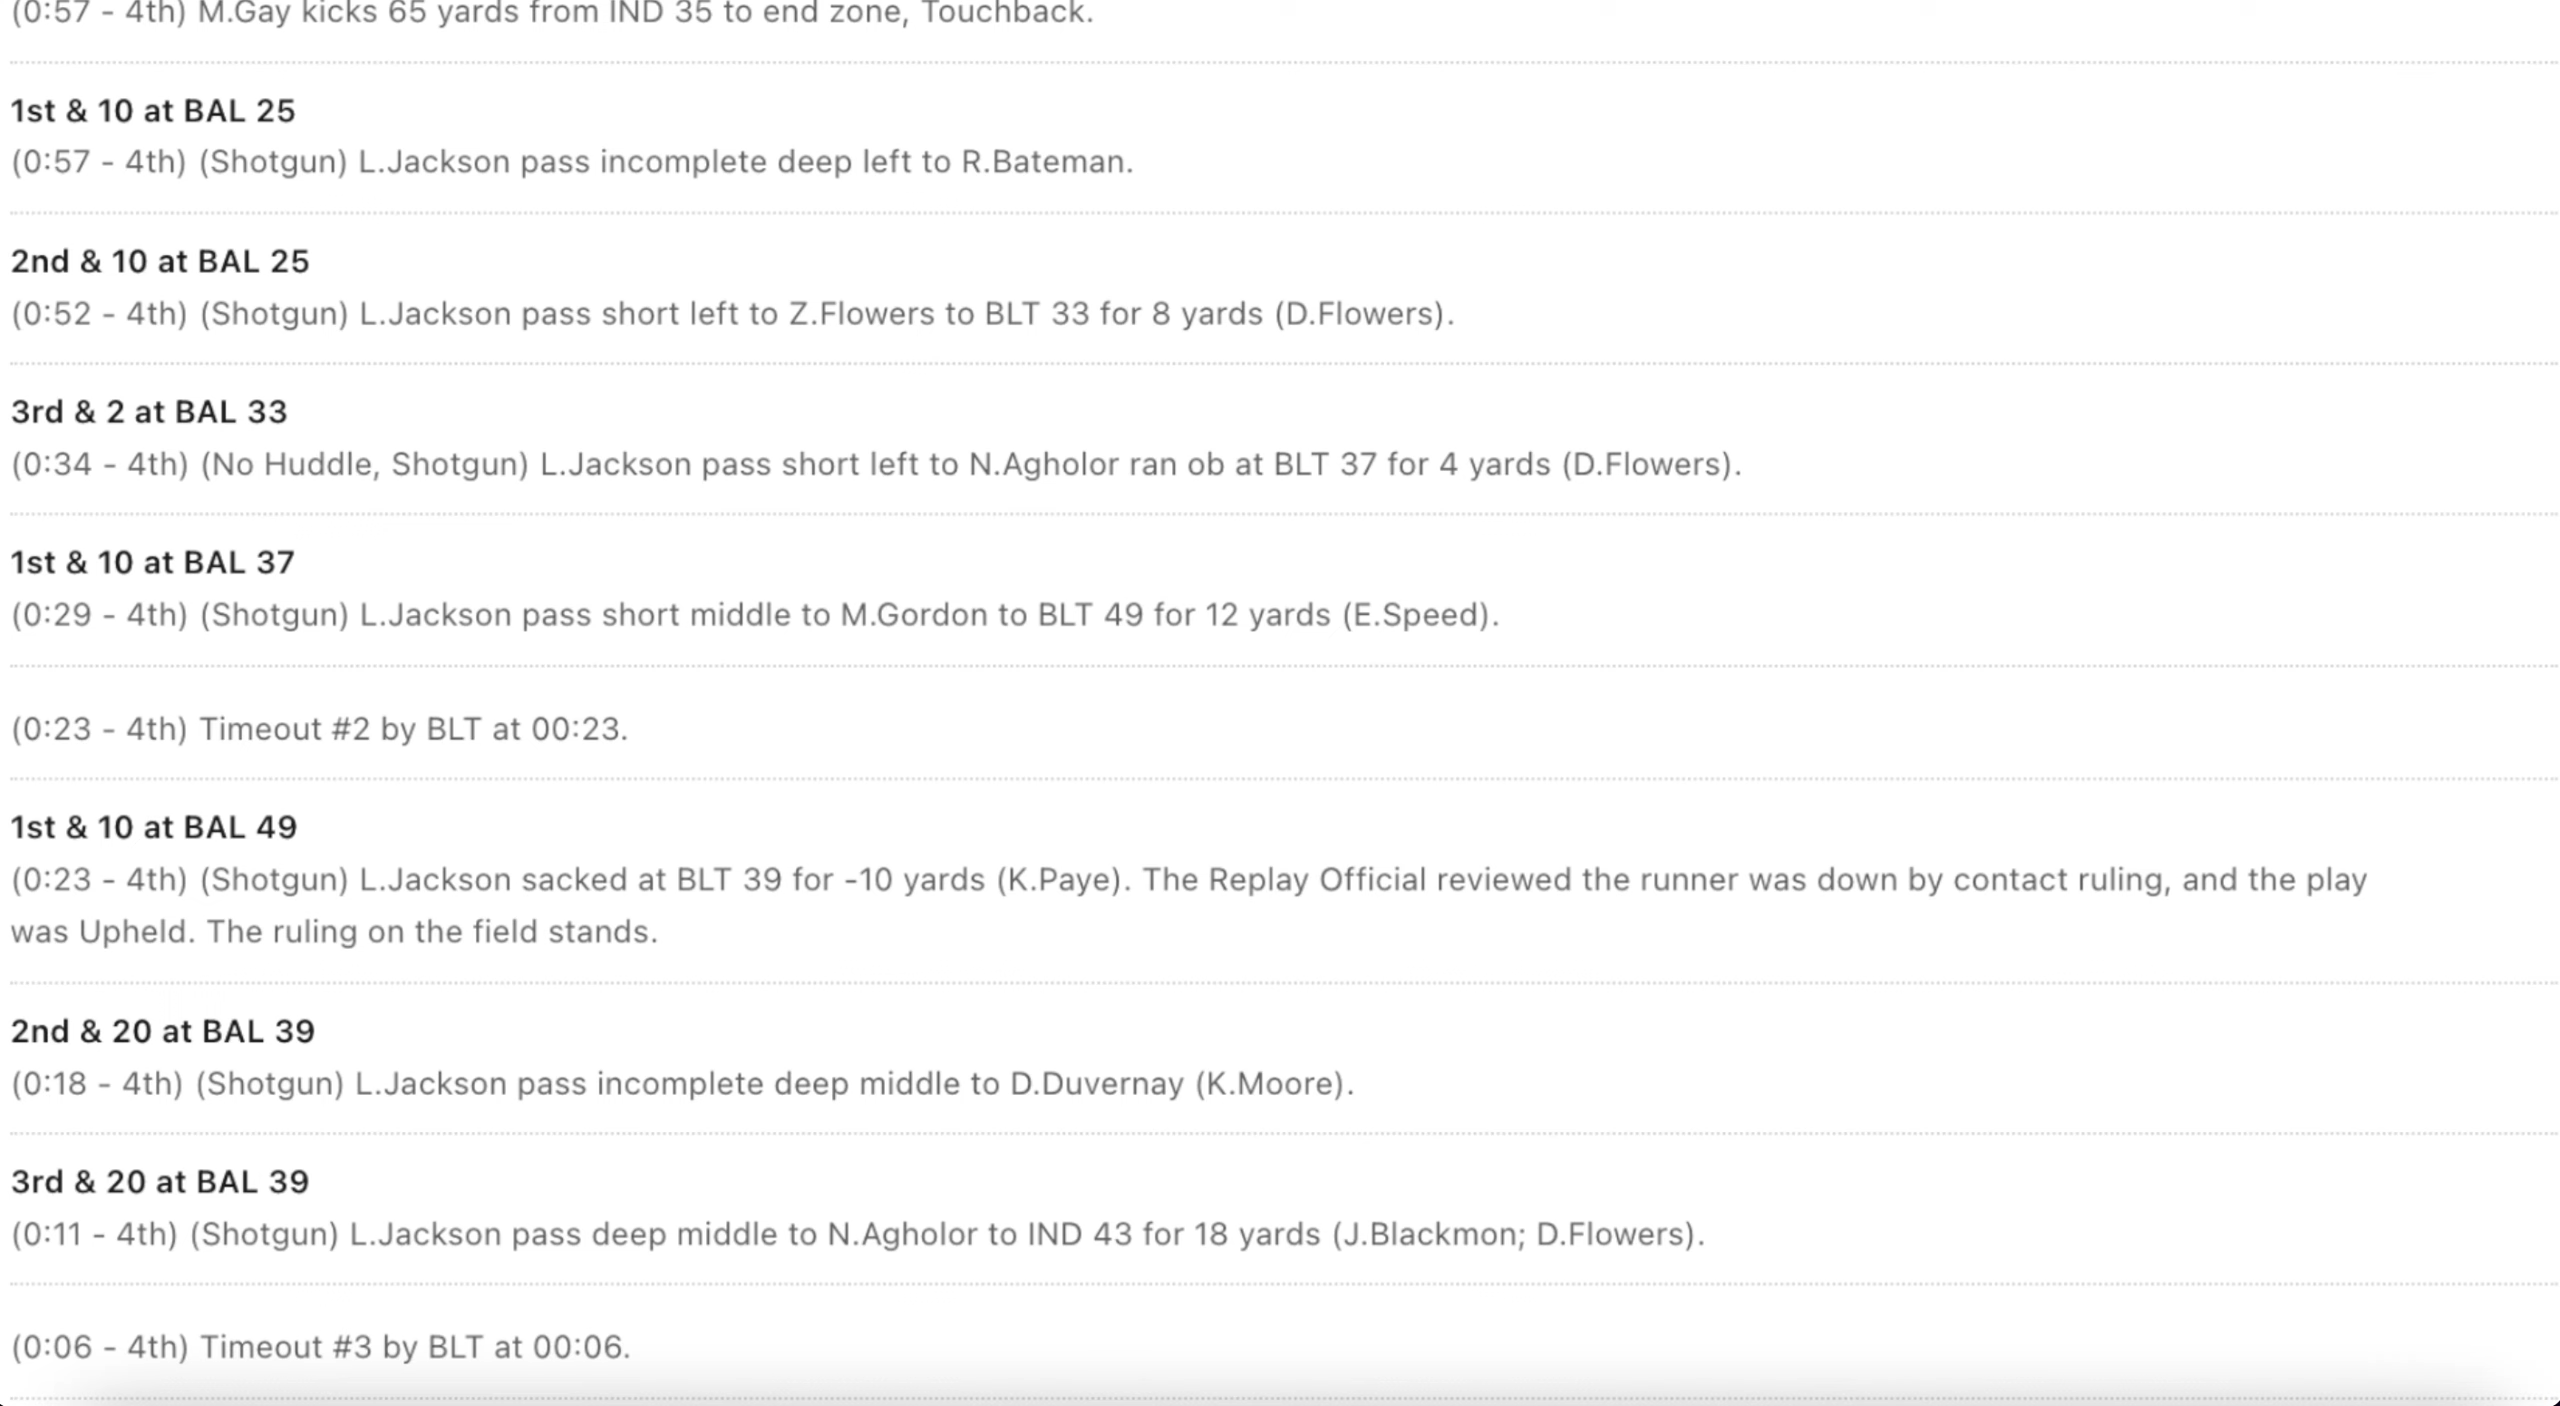 (0:57 - 4th) M.Gay kicks 65 yards from IND 35 to end zone, Touchback.
1st & 10 at BAL 25
(0:57 - 4th) (Shotgun) L.Jackson pass incomplete deep left to R.Bateman.
2nd & 10 at BAL 25
(0:52 - 4th) (Shotgun) L.Jackson pass short left to Z.Flowers to BLT 33 for 8 yards (D.Flowers).
3rd & 2 at BAL 33
(0:34 - 4th) (No Huddle, Shotgun) L.Jackson pass short left to N.Agholor ran ob at BLT 37 for 4 yards (D.Flowers).
1st & 10 at BAL 37
(0:29 - 4th) (Shotgun) L.Jackson pass short middle to M.Gordon to BLT 49 for 12 yards (E.Speed).
(0:23 - 4th) Timeout #2 by BLT at 00:23.
1st & 10 at BAL 49
(0:23 - 4th) (Shotgun) L.Jackson sacked at BLT 39 for -10 yards (K.Paye). The Replay Official reviewed the runner was down by contact ruling, and the play
was Upheld. The ruling on the field stands.
2nd & 20 at BAL 39
(0:18 - 4th) (Shotgun) L.Jackson pass incomplete deep middle to D.Duvernay (K.Moore).
3rd & 20 at BAL 39
(0:11 - 4th) (Shotgun) L.Jackson pass deep middle to N.Agholor to IND 43 for 18 yards (J.Blackmon; D.Flowers).
(0:06 - 4th) Timeout #3 by BLT at 00:06.